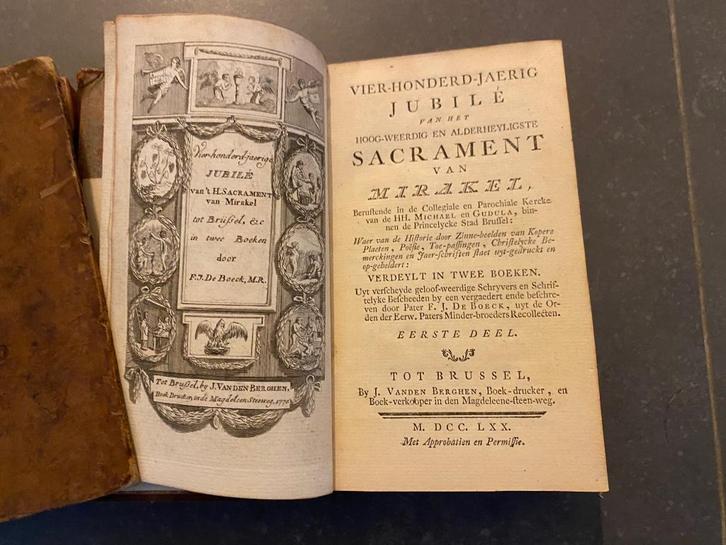 Vier-honderd-jaerige
JUBILÉ
van't H. SACRAMENT
van Mirakel
tot Brussel, &c
in twee Boeken
door
F. J. De Boeck, M.R.
Tot Brussel, by J. VANDEN BERGHEN,
Boek Drucker, in de Magdaleen Steenweg. 1770
VIER-HONDERD-JAERIG
JUBILÉ
VAN HET
HOOG-WEERDIG EN ALDERHEYLIGSTE
SACRAMENT
VAN
MIRAKEL,
Berustende in de Collegiale en Parochiale Kercke
van de HH. MICHAEL en GUDULA, bin-
nen de Princelycke Stad Brussel:
Waer van de Historie door Zinne-beelden van Kopere
Plaeten, Poësie, Toe-passingen, Christelycke Be-
merckingen en Jaer-schriften staet uyt-gedruckt en
op-geheldert:
VERDEYLT IN TWEE BOEKEN.
Uyt verscheyde geloof-weerdige Schryvers en Schrif-
telyke Bescheeden by een vergaedert ende beschre-
ven door Pater F. J. DE BOECK, uyt de Or-
den der Eerw. Paters Minder-broeders Recollecten.
EERSTE DEEL.
TOT BRUSSEL,
By J. VANDEN BERGHEN, Boek-drucker, en
Boek-verkooper in den Magdeleene-steen-weg.
M. DCC. LXX.
Met Approbatien en Permissie.